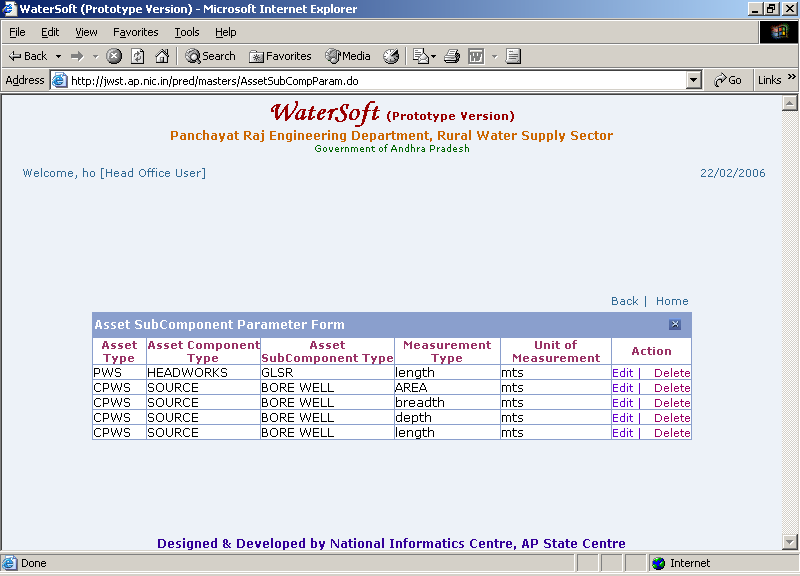 WaterSoft (Prototype Version) - Microsoft Internet Explorer
File Edit View Favorites Tools Help
Back Search Favorites Media
Address http://jwst.ap.nic.in/pred/masters/AssetSubCompParam.do Go Links »
WaterSoft (Prototype Version)
Panchayat Raj Engineering Department, Rural Water Supply Sector
Government of Andhra Pradesh
Welcome, ho [Head Office User] 22/02/2006
Back | Home
Asset SubComponent Parameter Form
Asset Type Asset Component Type Asset SubComponent Type Measurement Type Unit of Measurement Action
PWS HEADWORKS GLSR length mts Edit | Delete
CPWS SOURCE BORE WELL AREA mts Edit | Delete
CPWS SOURCE BORE WELL breadth mts Edit | Delete
CPWS SOURCE BORE WELL depth mts Edit | Delete
CPWS SOURCE BORE WELL length mts Edit | Delete
Designed & Developed by National Informatics Centre, AP State Centre
Done Internet